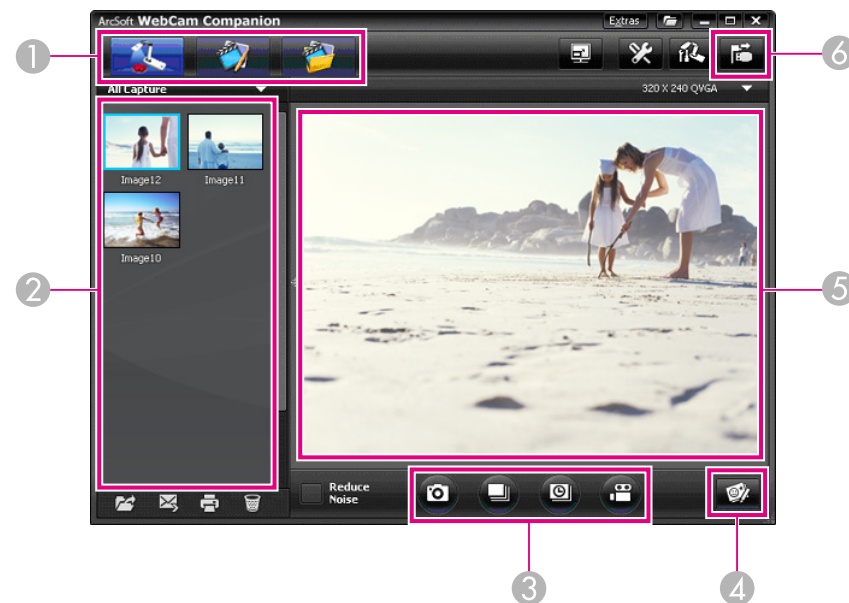 ArcSoft WebCam Companion
Extras
1
6
All Capture
320 X 240 QVGA
Image12
Image11
Image10
2
5
Reduce
Noise
3
4